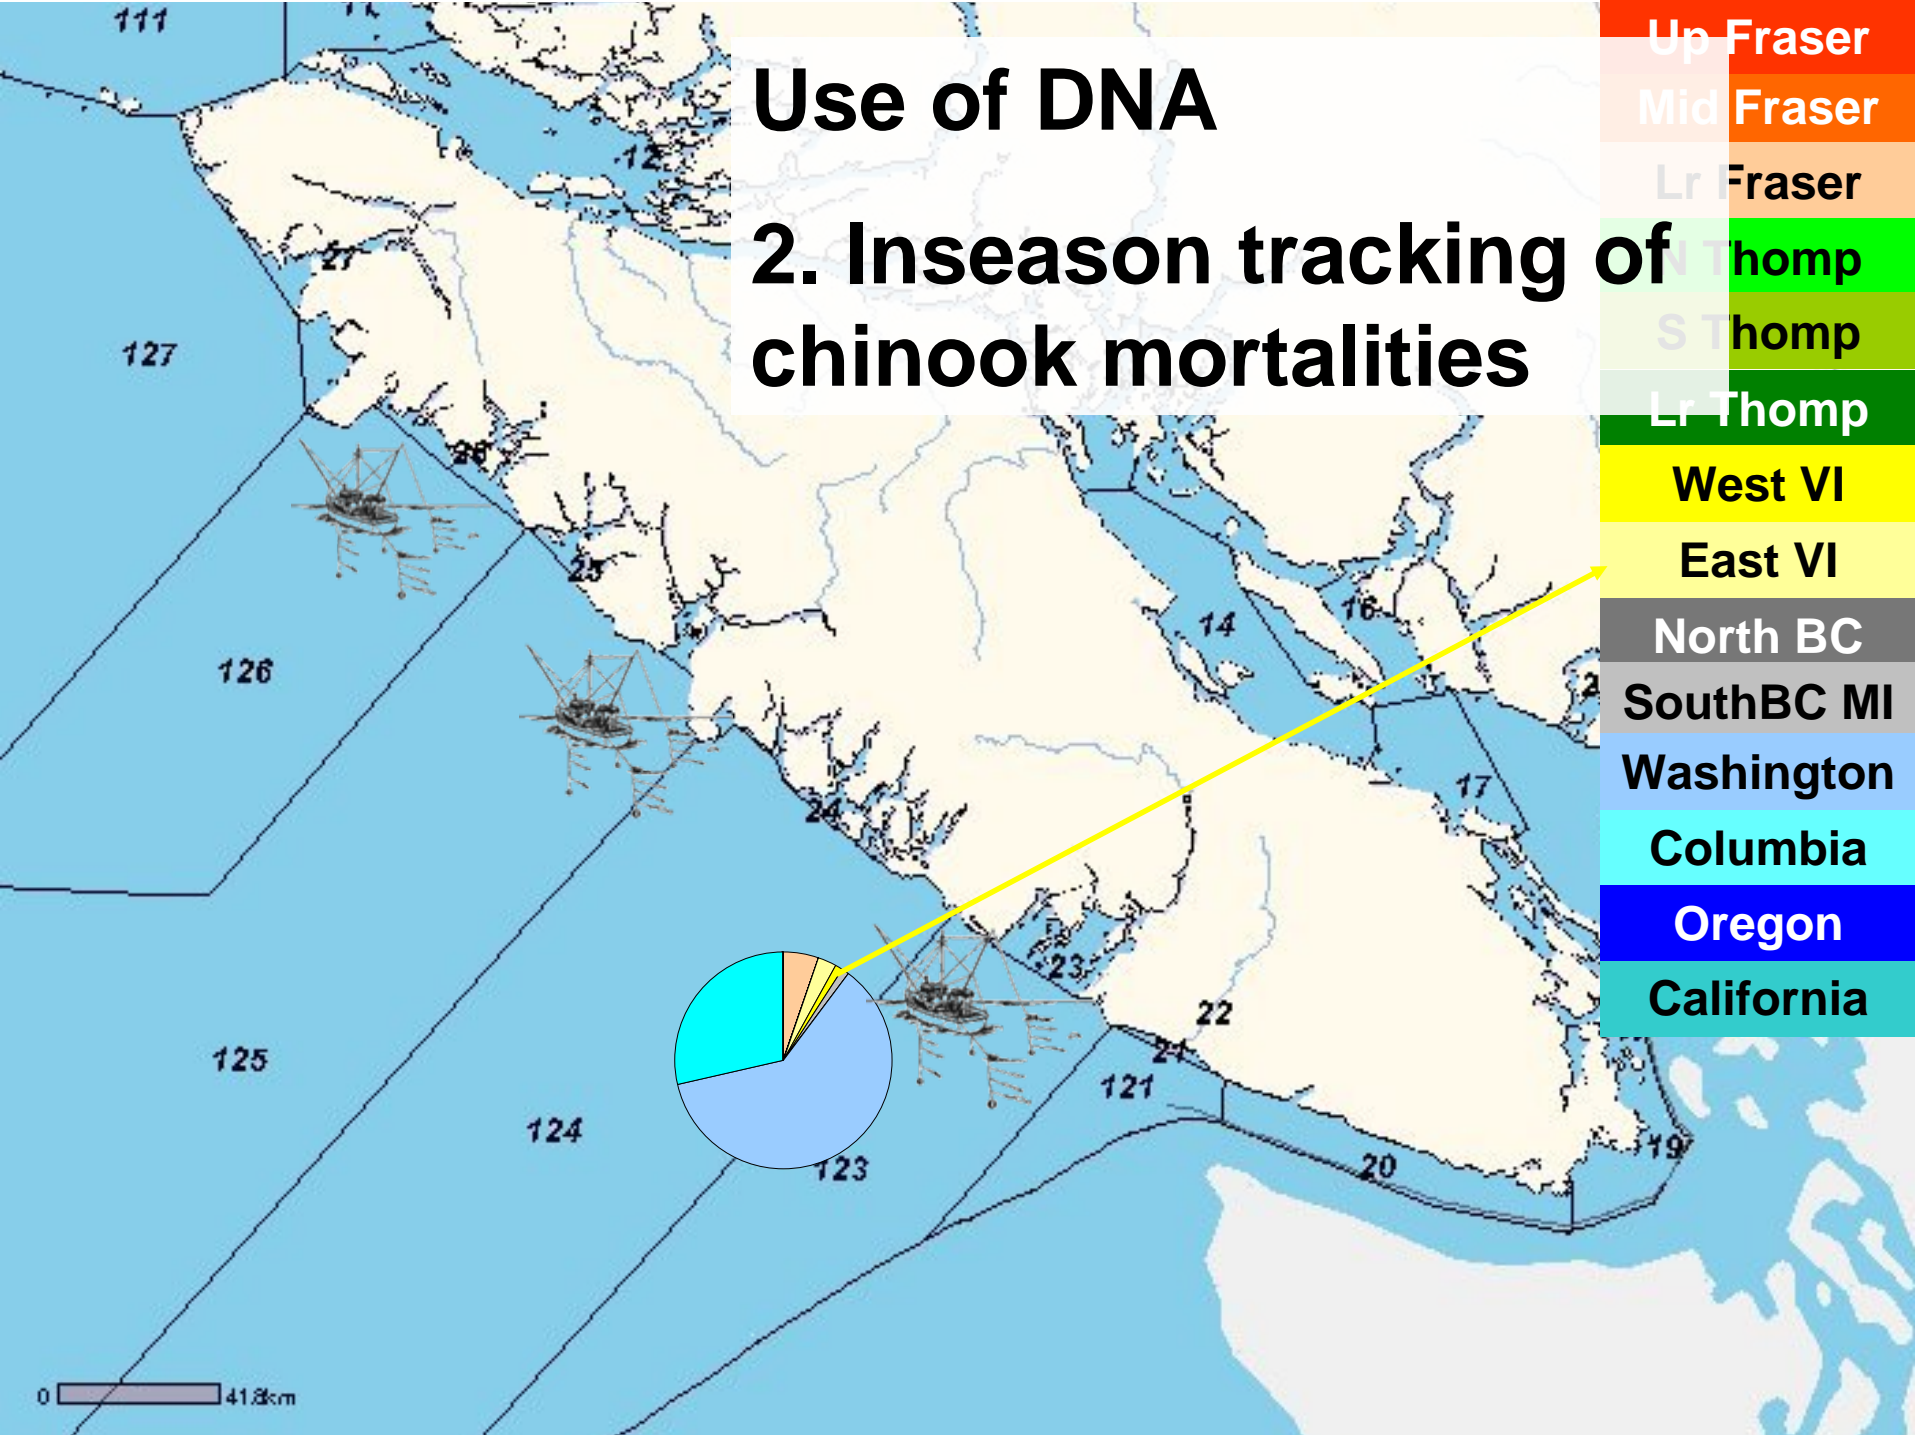 Use of DNA
2. Inseason tracking of
chinook mortalities
Up Fraser
Mid Fraser
Lr Fraser
N Thomp
S Thomp
Lr Thomp
West VI
East VI
North BC
SouthBC MI
Washington
Columbia
Oregon
California
111
12
27
127
26
25
126
14
16
17
24
23
22
21
121
125
124
123
20
19
0 41.8km